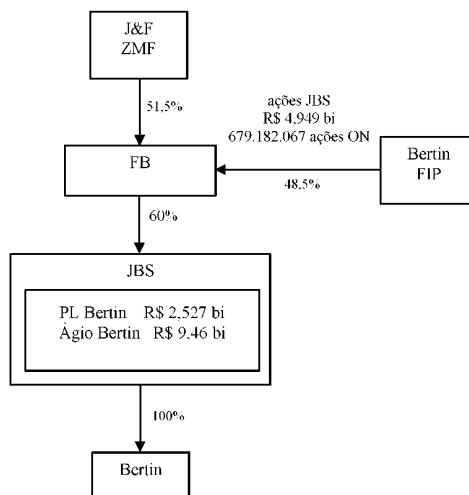 J&F
ZMF
51,5%
ações JBS
R$ 4,949 bi
679.182.067 ações ON
Bertin
FIP
FB
48,5%
60%
JBS
PL Bertin R$ 2,527 bi
Ágio Bertin R$ 9,46 bi
100%
Bertin